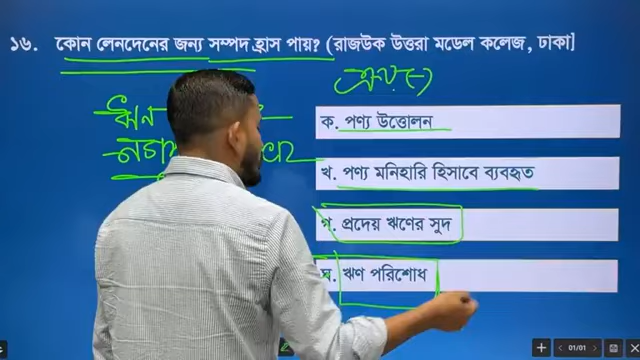 ১৬. কোন লেনদেনের জন্য সম্পদ হ্রাস পায়? (রাজউক উত্তরা মডেল কলেজ, ঢাকা]
ক্রয় (-)
ঋণ
ক. পণ্য উত্তোলন
খ. পণ্য মনিহারি হিসাবে ব্যবহৃত
গ. প্রদেয় ঋণের সুদ
ঘ. ঋণ পরিশোধ
01/01